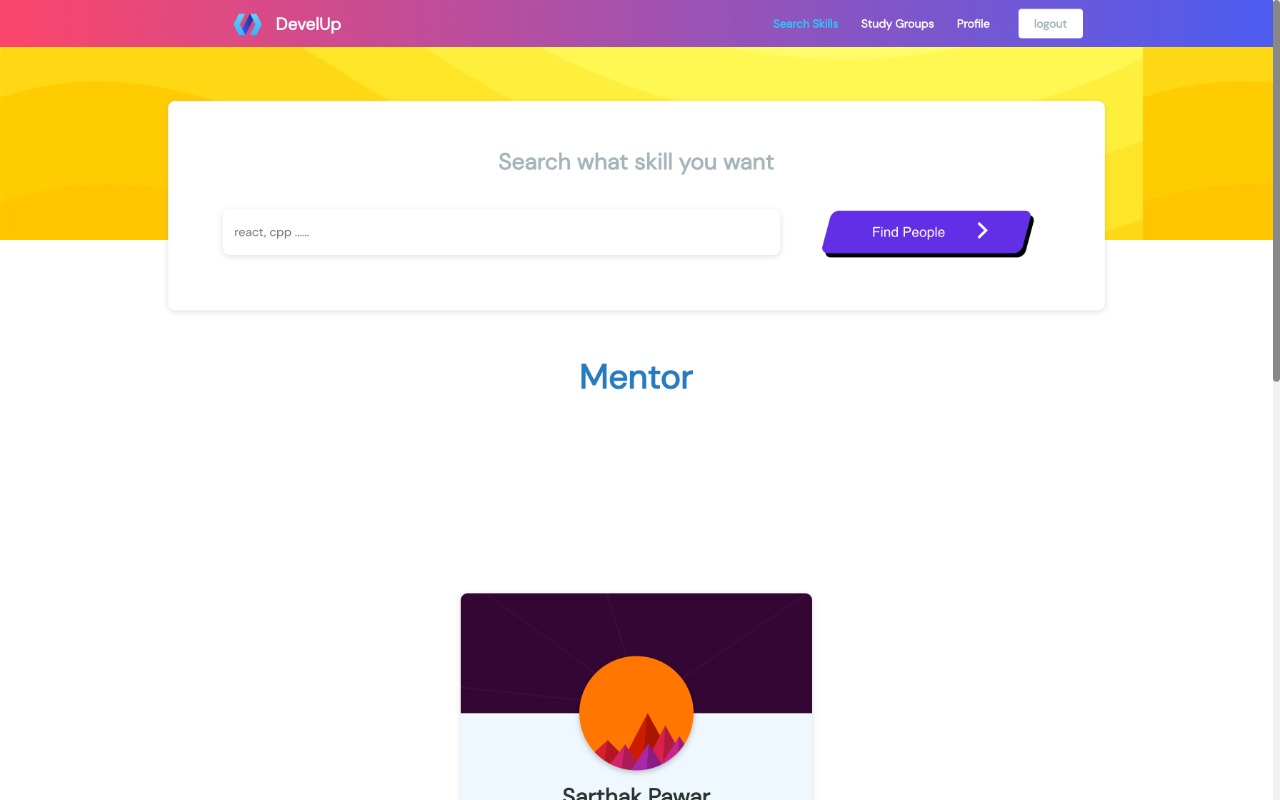 DevelUp
Search Skills
Study Groups
Profile
logout
Search what skill you want
react, cpp ......
Find People
Mentor
Sarthak Pawar